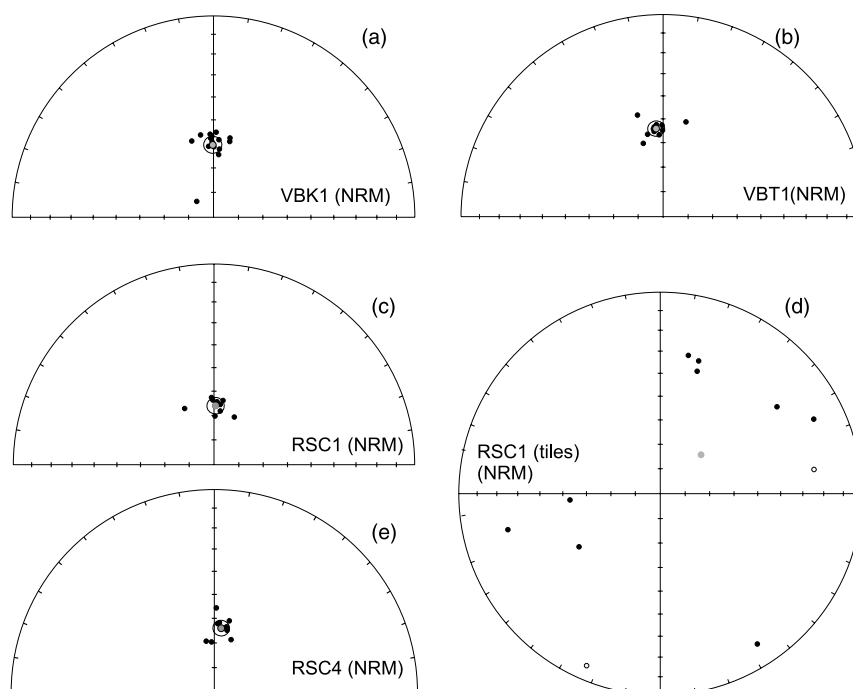 (a)
VBK1 (NRM)
(b)
VBT1(NRM)
(c)
RSC1 (NRM)
(d)
RSC1 (tiles)
(NRM)
(e)
RSC4 (NRM)